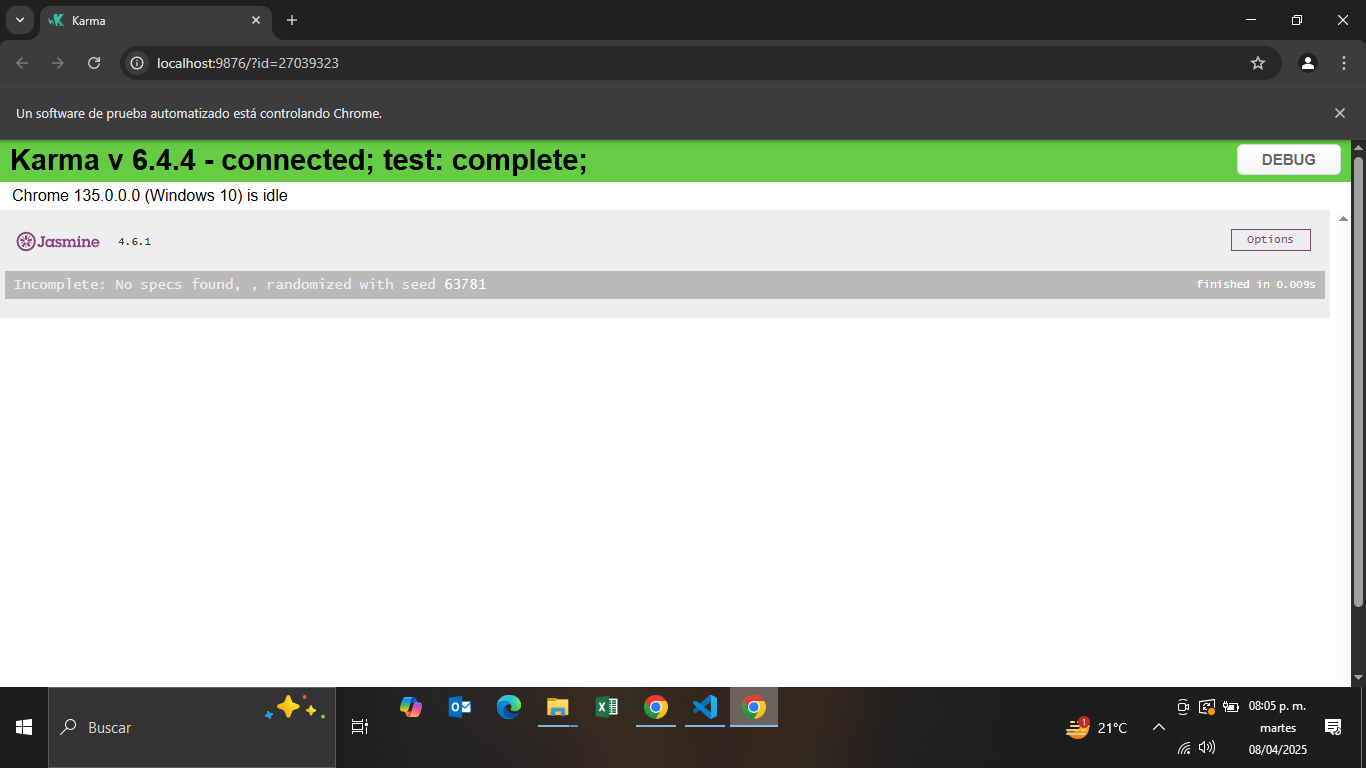 Karma
localhost:9876/?id=27039323
Un software de prueba automatizado está controlando Chrome.
Karma v 6.4.4 - connected; test: complete;
DEBUG
Chrome 135.0.0.0 (Windows 10) is idle
Jasmine 4.6.1
Options
Incomplete: No specs found, , randomized with seed 63781
finished in 0.009s
Buscar
1
21°C
08:05 p. m.
martes
08/04/2025